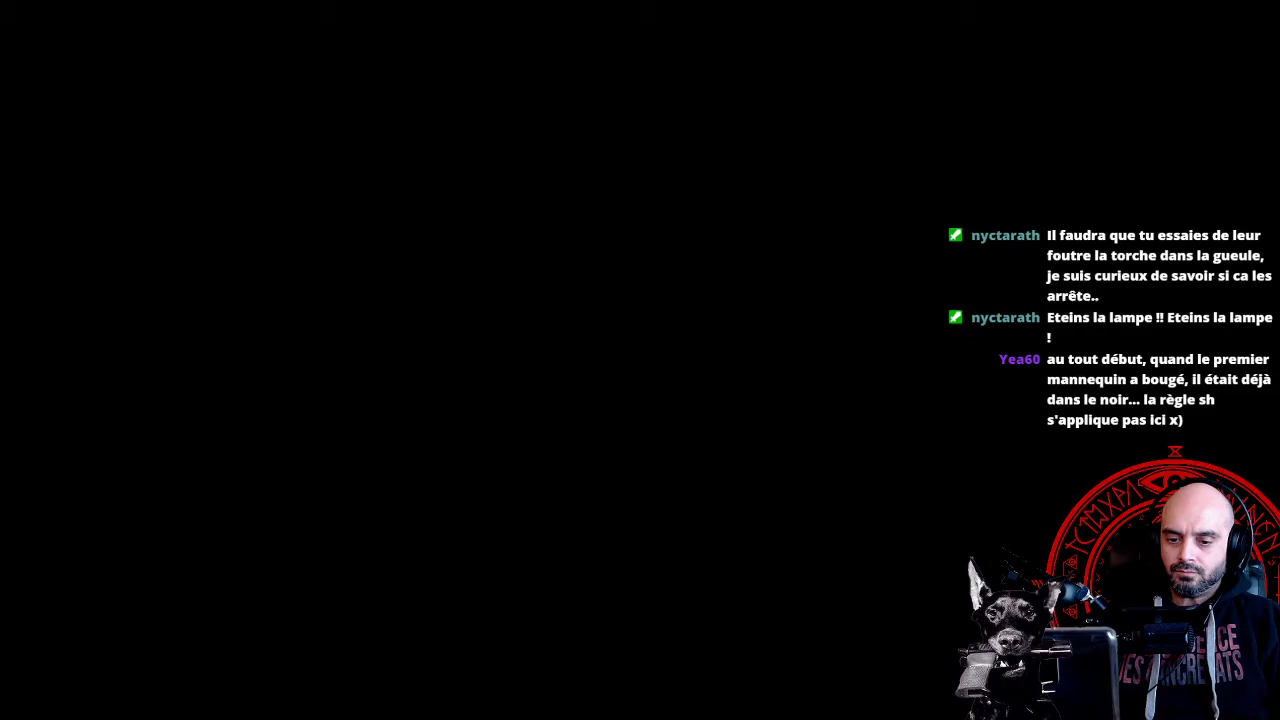 nyctarath Il faudra que tu essaies de leur
foutre la torche dans la gueule,
je suis curieux de savoir si ca les
arrête..
nyctarath Eteins la lampe !! Eteins la lampe
!
Yea60 au tout début, quand le premier
mannequin a bougé, il était déjà
dans le noir... la règle sh
s'applique pas ici x)